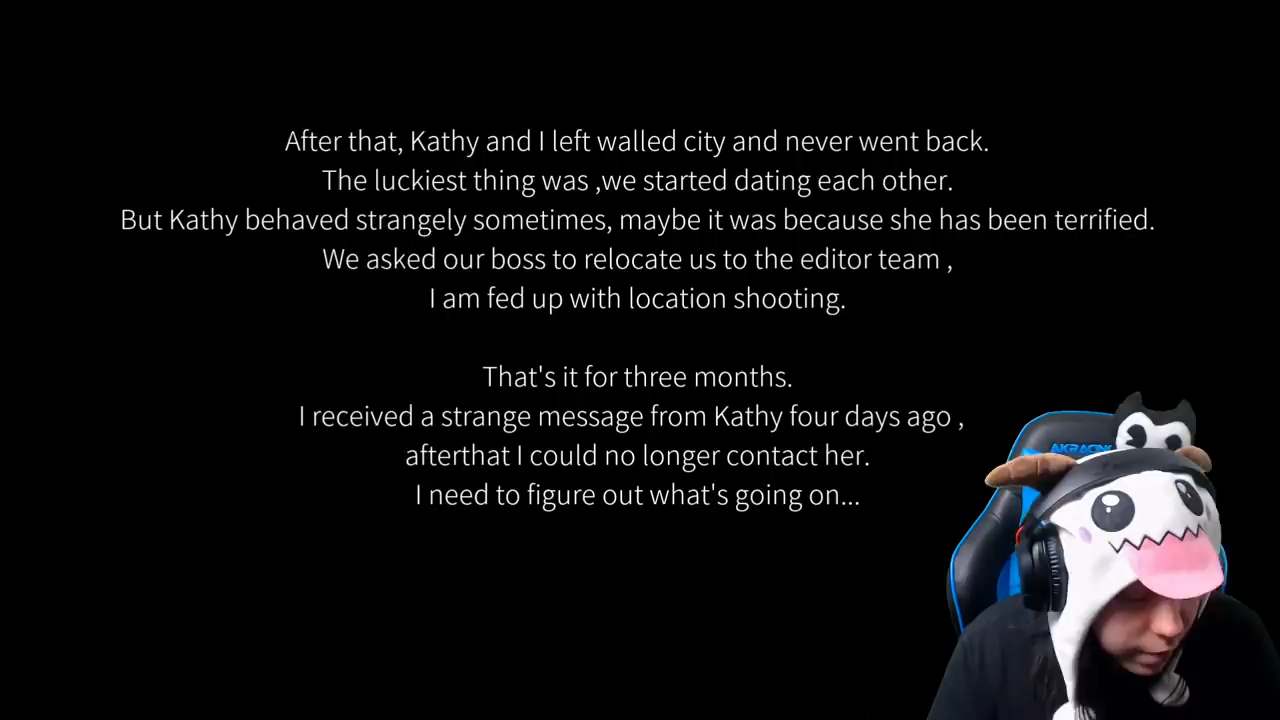 After that, Kathy and I left walled city and never went back.
The luckiest thing was ,we started dating each other.
But Kathy behaved strangely sometimes, maybe it was because she has been terrified.
We asked our boss to relocate us to the editor team ,
I am fed up with location shooting.
That's it for three months.
I received a strange message from Kathy four days ago ,
afterthat I could no longer contact her.
I need to figure out what's going on...
AKRACING